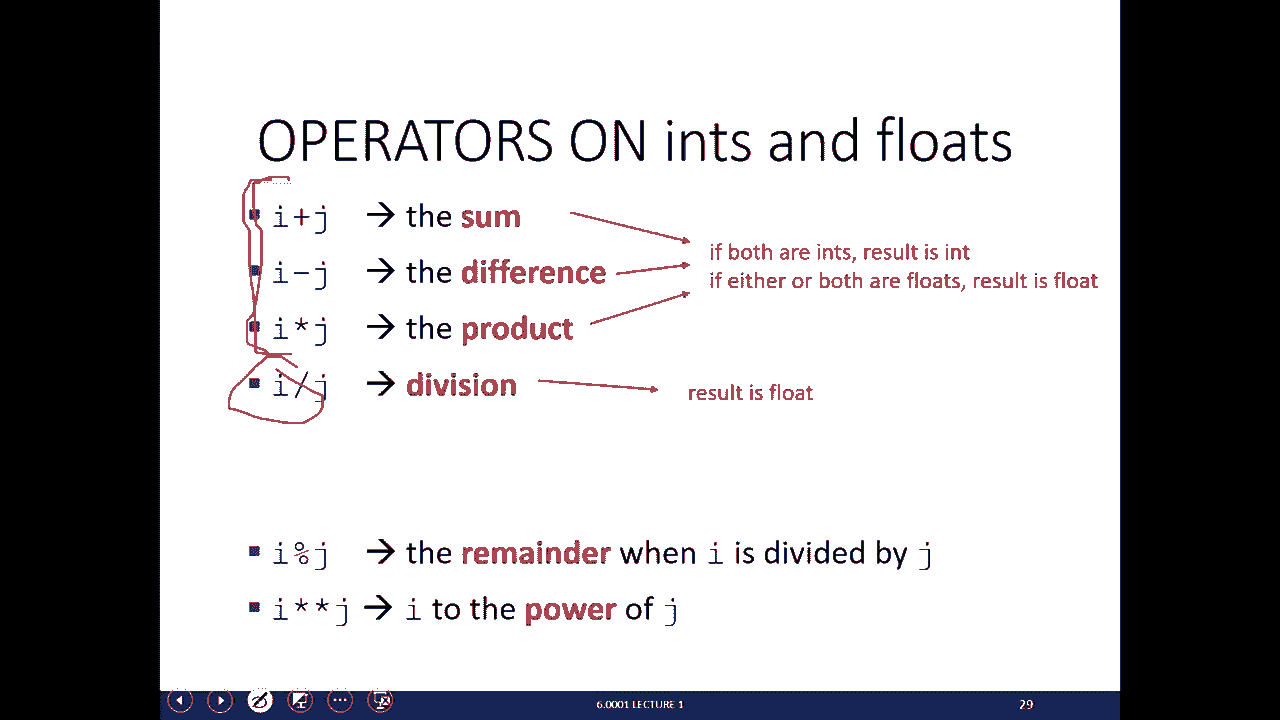 OPERATORS ON ints and floats
i+j → the sum
i-j → the difference
i*j → the product
if both are ints, result is int
if either or both are floats, result is float
i/j → division
result is float
i%j → the remainder when i is divided by j
i**j → i to the power of j
6.0001 LECTURE 1
29